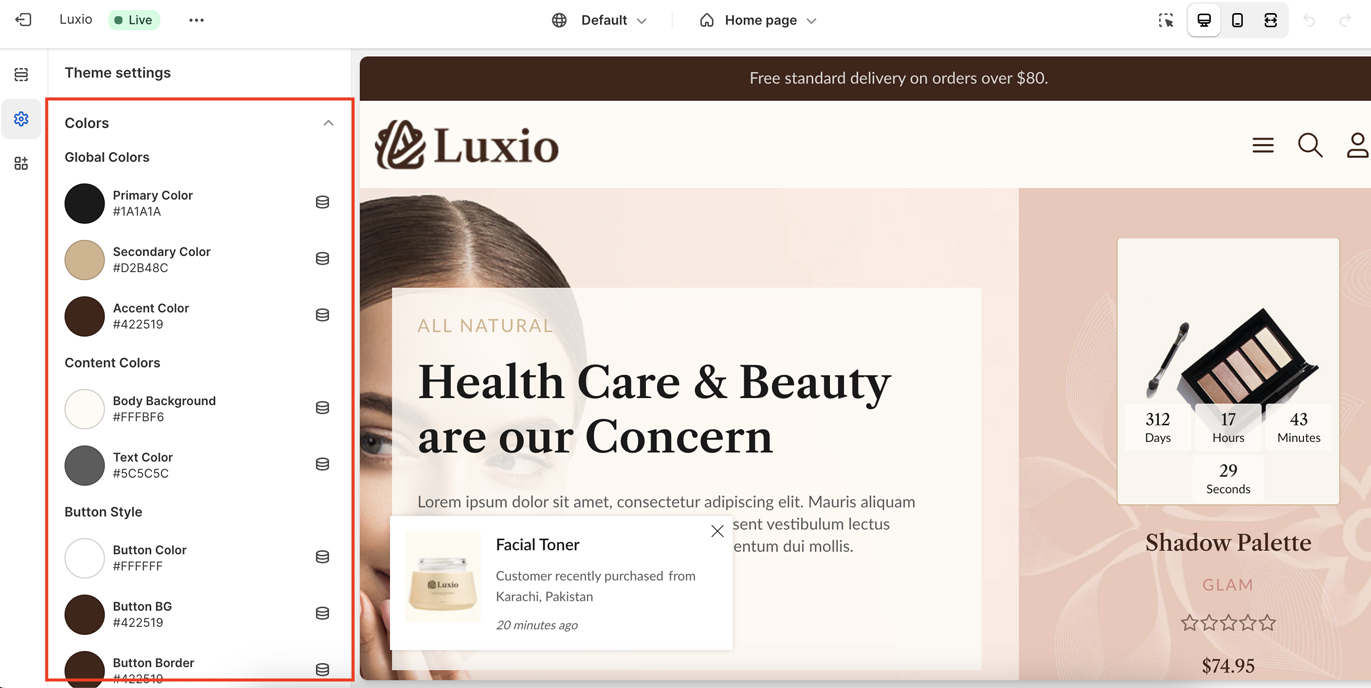 Luxio
Live
Default
Home page
Theme settings
Colors
Global Colors
Primary Color
#1A1A1A
Secondary Color
#D2B48C
Accent Color
#422519
Content Colors
Body Background
#FFFBF6
Text Color
#5C5C5C
Button Style
Button Color
#FFFFFF
Button BG
#422519
Button Border
#422519
Free standard delivery on orders over $80.
Luxio
ALL NATURAL
Health Care & Beauty
are our Concern
Lorem ipsum dolor sit amet, consectetur adipiscing elit. Mauris aliquam
sent vestibulum lectus
entum dui mollis.
Luxio
Facial Toner
Customer recently purchased from
Karachi, Pakistan
20 minutes ago
312
Days
17
Hours
43
Minutes
29
Seconds
Shadow Palette
GLAM
$74.95